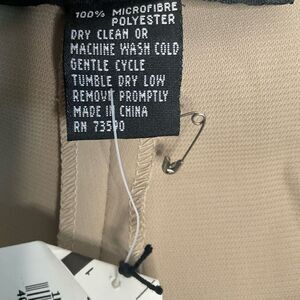 100% MICROFIBRE
POLYESTER
DRY CLEAN OR
MACHINE WASH COLD
GENTLE CYCLE
TUMBLE DRY LOW
REMOVE PROMPTLY
MADE IN CHINA
RN 73590